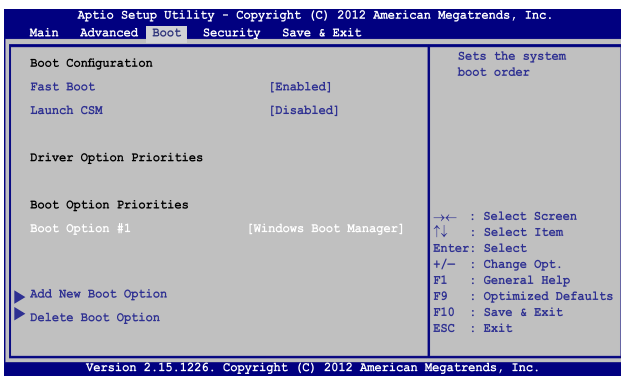 Aptio Setup Utility - Copyright (C) 2012 American Megatrends, Inc.
Main Advanced Boot Security Save & Exit
Boot Configuration
Fast Boot [Enabled]
Launch CSM [Disabled]
Driver Option Priorities
Boot Option Priorities
Boot Option #1 [Windows Boot Manager]
Add New Boot Option
Delete Boot Option
Sets the system
boot order
→← : Select Screen
↑↓ : Select Item
Enter: Select
+/— : Change Opt.
F1 : General Help
F9 : Optimized Defaults
F10 : Save & Exit
ESC : Exit
Version 2.15.1226. Copyright (C) 2012 American Megatrends, Inc.